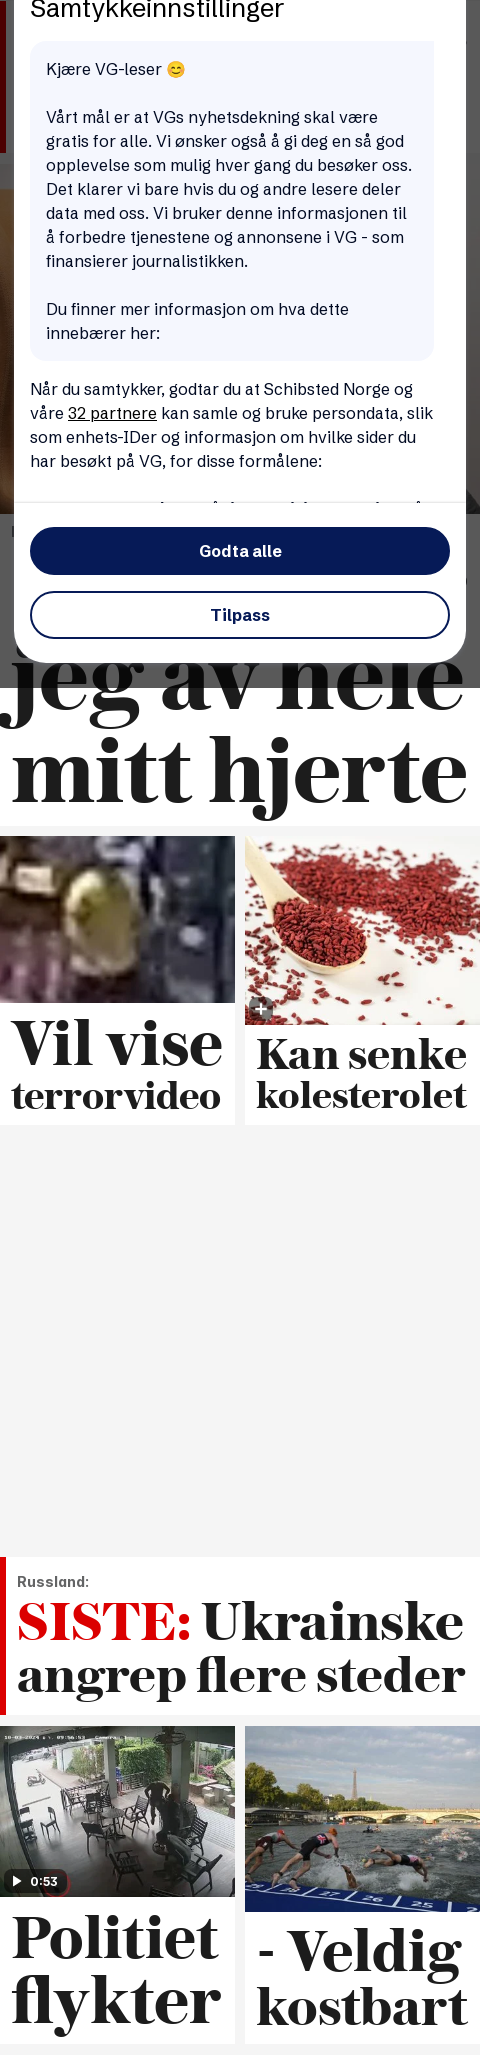 Samtykkeinnstillinger
Kjære VG-leser 😊
Vårt mål er at VGs nyhetsdekning skal være
gratis for alle. Vi ønsker også å gi deg en så god
opplevelse som mulig hver gang du besøker oss.
Det klarer vi bare hvis du og andre lesere deler
data med oss. Vi bruker denne informasjonen til
å forbedre tjenestene og annonsene i VG - som
finansierer journalistikken.
Du finner mer informasjon om hva dette
innebærer her:
Når du samtykker, godtar du at Schibsted Norge og
våre 32 partnere kan samle og bruke persondata, slik
som enhets-IDer og informasjon om hvilke sider du
har besøkt på VG, for disse formålene:
Godta alle
Tilpass
jeg av hele
mitt hjerte
Vil vise
terrorvideo
Kan senke
kolesterolet
Russland:
SISTE: Ukrainske
angrep flere steder
0:53
Politiet
flykter
- Veldig
kostbart